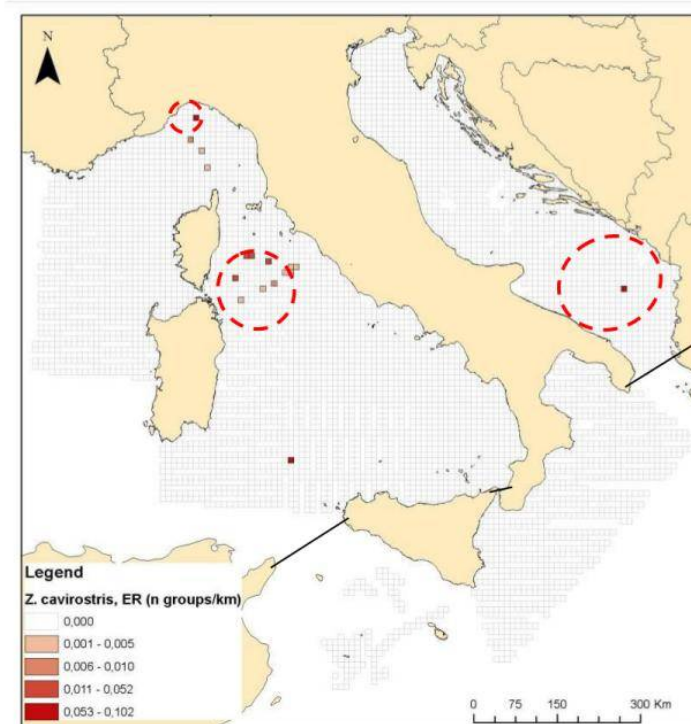 N
Legend
Z. cavirostris, ER (n groups/km)
0,000
0,001 - 0,005
0,006 - 0,010
0,011 - 0,052
0,053 - 0,102
0 75 150 300 Km